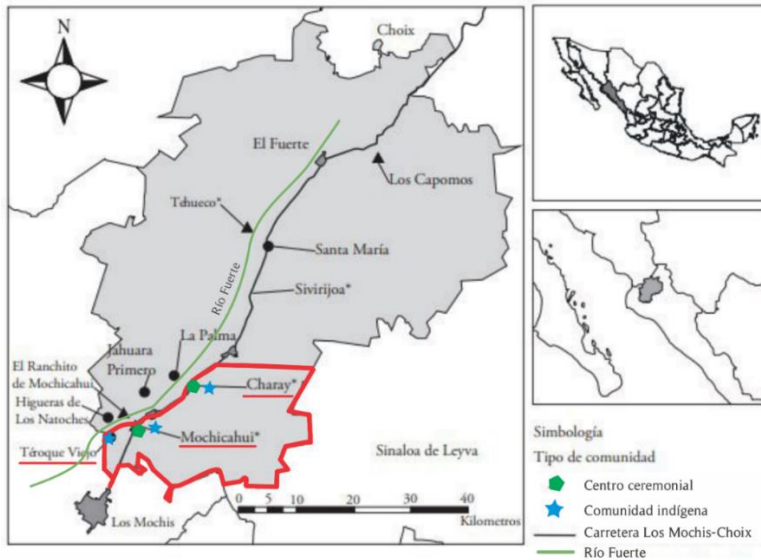 N
Choix
El Fuerte
Los Capomos
Tehueco*
Santa María
Sivirijoa*
Río Fuerte
La Palma
Jahuara
Primero
El Ranchito
de Mochicahui
Higueras de
Los Natoches
Charay*
Mochicahui*
Téroque Viejo
Sinaloa de Leyva
Los Mochis
0 5 10 20 30 40
Kilometros
Simbología
Tipo de comunidad
Centro ceremonial
Comunidad indígena
Carretera Los Mochis-Choix
Río Fuerte